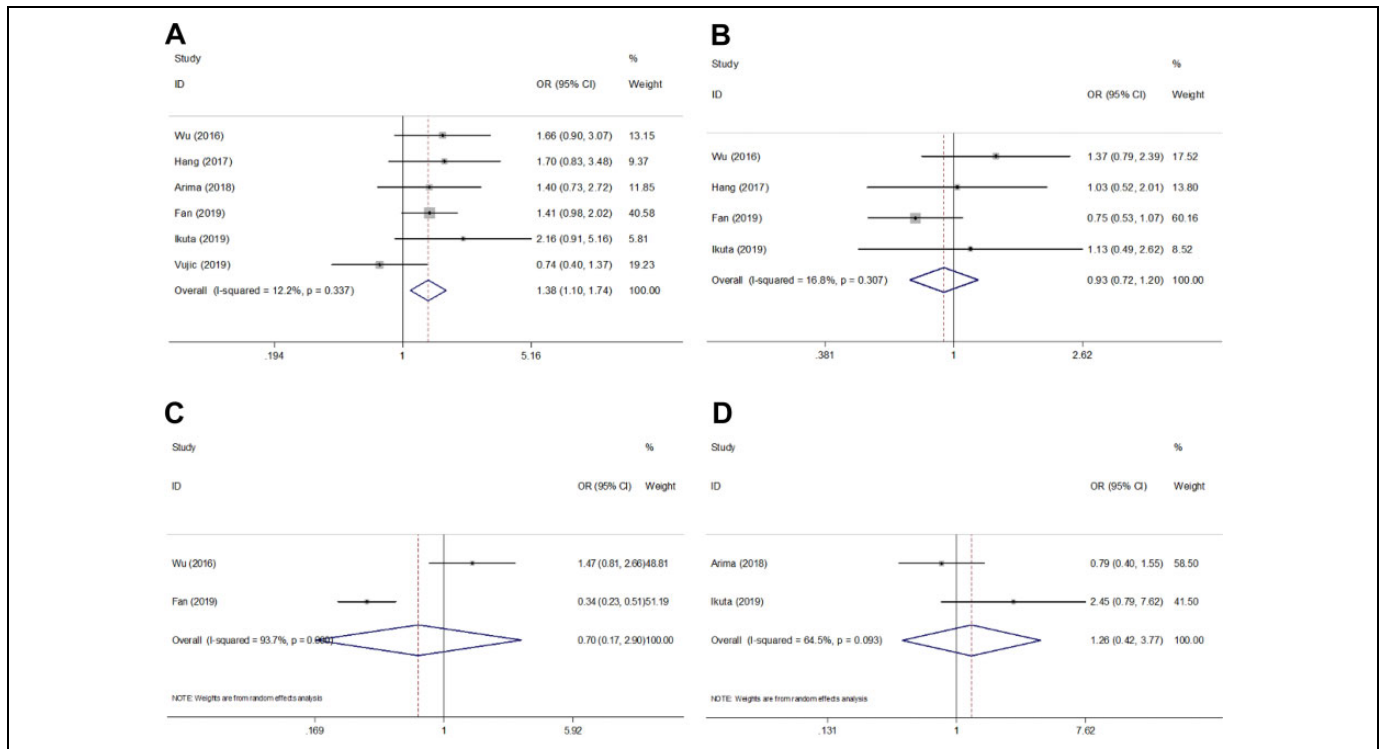 A
Study %
ID OR (95% CI) Weight
Wu (2016) 1.66 (0.90, 3.07) 13.15
Hang (2017) 1.70 (0.83, 3.48) 9.37
Arima (2018) 1.40 (0.73, 2.72) 11.85
Fan (2019) 1.41 (0.98, 2.02) 40.58
Ikuta (2019) 2.16 (0.91, 5.16) 5.81
Vujic (2019) 0.74 (0.40, 1.37) 19.23
Overall (I-squared = 12.2%, p = 0.337) 1.38 (1.10, 1.74) 100.00
.194 1 5.16
B
Study %
ID OR (95% CI) Weight
Wu (2016) 1.37 (0.79, 2.39) 17.52
Hang (2017) 1.03 (0.52, 2.01) 13.80
Fan (2019) 0.75 (0.53, 1.07) 60.16
Ikuta (2019) 1.13 (0.49, 2.62) 8.52
Overall (I-squared = 16.8%, p = 0.307) 0.93 (0.72, 1.20) 100.00
.381 1 2.62
C
Study %
ID OR (95% CI) Weight
Wu (2016) 1.47 (0.81, 2.66) 48.81
Fan (2019) 0.34 (0.23, 0.51) 51.19
Overall (I-squared = 93.7%, p = 0.70 (0.17, 2.90) 100.00
NOTE: Weights are from random effects analysis
.169 1 5.92
D
Study %
ID OR (95% CI) Weight
Arima (2018) 0.79 (0.40, 1.55) 58.50
Ikuta (2019) 2.45 (0.79, 7.62) 41.50
Overall (I-squared = 64.5%, p = 0.093) 1.26 (0.42, 3.77) 100.00
NOTE: Weights are from random effects analysis
.131 1 7.62